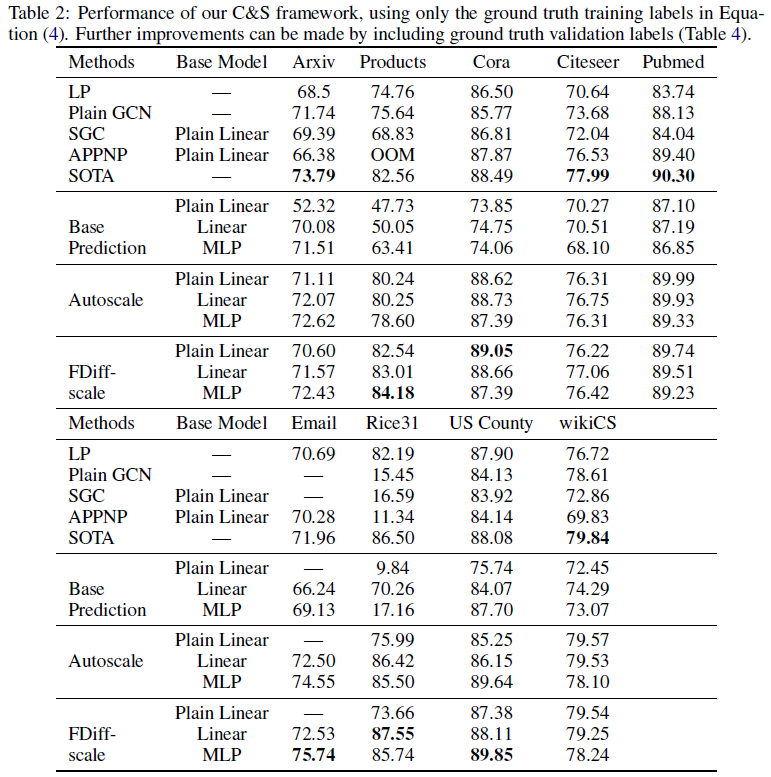 Table 2: Performance of our C&S framework, using only the ground truth training labels in Equa-
tion (4). Further improvements can be made by including ground truth validation labels (Table 4).
Methods Base Model Arxiv Products Cora Citeseer Pubmed
LP — 68.5 74.76 86.50 70.64 83.74
Plain GCN — 71.74 75.64 85.77 73.68 88.13
SGC Plain Linear 69.39 68.83 86.81 72.04 84.04
APPNP Plain Linear 66.38 OOM 87.87 76.53 89.40
SOTA — 73.79 82.56 88.49 77.99 90.30
Plain Linear 52.32 47.73 73.85 70.27 87.10
Base Linear 70.08 50.05 74.75 70.51 87.19
Prediction MLP 71.51 63.41 74.06 68.10 86.85
Plain Linear 71.11 80.24 88.62 76.31 89.99
Autoscale Linear 72.07 80.25 88.73 76.75 89.93
MLP 72.62 78.60 87.39 76.31 89.33
Plain Linear 70.60 82.54 89.05 76.22 89.74
FDiff- Linear 71.57 83.01 88.66 77.06 89.51
scale MLP 72.43 84.18 87.39 76.42 89.23
Methods Base Model Email Rice31 US County wikiCS
LP — 70.69 82.19 87.90 76.72
Plain GCN — — 15.45 84.13 78.61
SGC Plain Linear — 16.59 83.92 72.86
APPNP Plain Linear 70.28 11.34 84.14 69.83
SOTA — 71.96 86.50 88.08 79.84
Plain Linear — 9.84 75.74 72.45
Base Linear 66.24 70.26 84.07 74.29
Prediction MLP 69.13 17.16 87.70 73.07
Plain Linear — 75.99 85.25 79.57
Autoscale Linear 72.50 86.42 86.15 79.53
MLP 74.55 85.50 89.64 78.10
Plain Linear — 73.66 87.38 79.54
FDiff- Linear 72.53 87.55 88.11 79.25
scale MLP 75.74 85.74 89.85 78.24